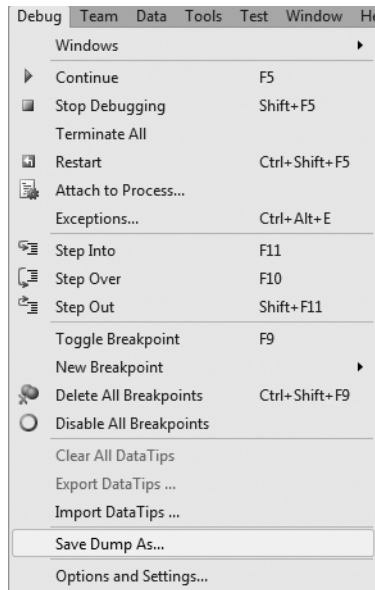 Debug Team Data Tools Test Window
Windows
Continue F5
Stop Debugging Shift+F5
Terminate All
Restart Ctrl+Shift+F5
Attach to Process...
Exceptions... Ctrl+Alt+E
Step Into F11
Step Over F10
Step Out Shift+F11
Toggle Breakpoint F9
New Breakpoint
Delete All Breakpoints Ctrl+Shift+F9
Disable All Breakpoints
Clear All DataTips
Export DataTips ...
Import DataTips ...
Save Dump As...
Options and Settings...